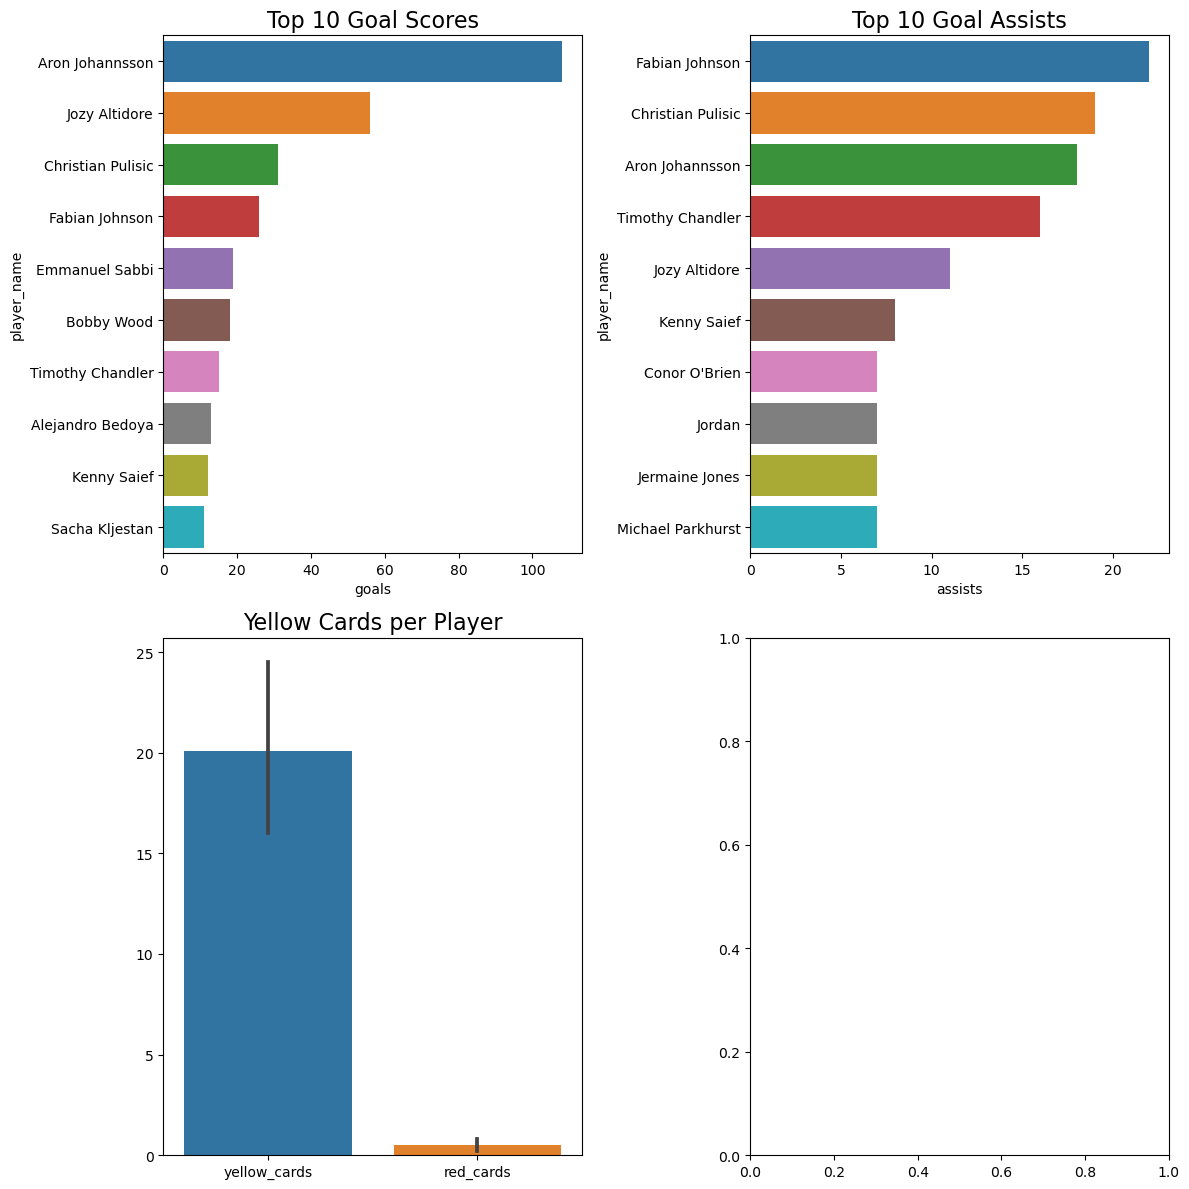 Top 10 Goal Scores
Aron Johannsson
Jozy Altidore
Christian Pulisic
Fabian Johnson
Emmanuel Sabbi
Bobby Wood
Timothy Chandler
Alejandro Bedoya
Kenny Saief
Sacha Kljestan
player_name
0 20 40 60 80 100
goals
Top 10 Goal Assists
Fabian Johnson
Christian Pulisic
Aron Johannsson
Timothy Chandler
Jozy Altidore
Kenny Saief
Conor O'Brien
Jordan
Jermaine Jones
Michael Parkhurst
player_name
0 5 10 15 20
assists
Yellow Cards per Player
25
20
15
10
5
0
yellow_cards red_cards
1.0
0.8
0.6
0.4
0.2
0.0
0.0 0.2 0.4 0.6 0.8 1.0